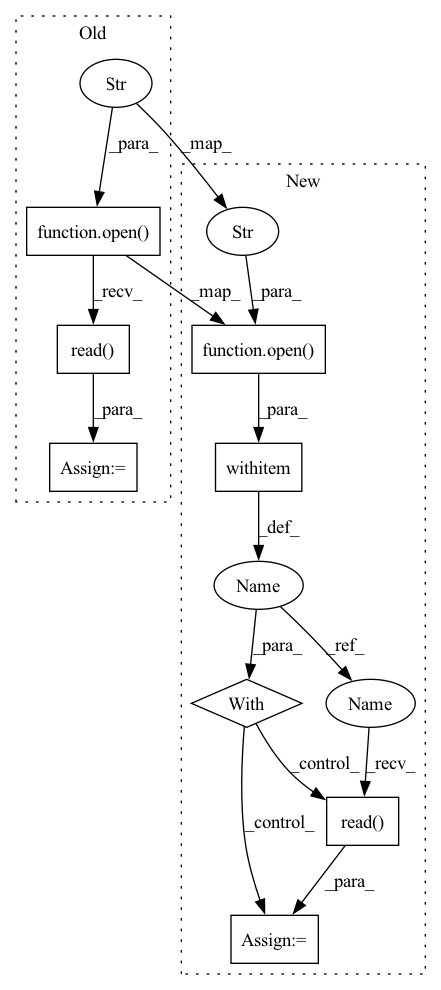 Old
Str
_para_
_map_
New
function.open()
Str
_recv_
_map_
_para_
read()
function.open()
_para_
_para_
Assign:=
withitem
_def_
Name
_para_
_ref_
With
Name
_control_
_recv_
_control_
read()
_para_
Assign:=